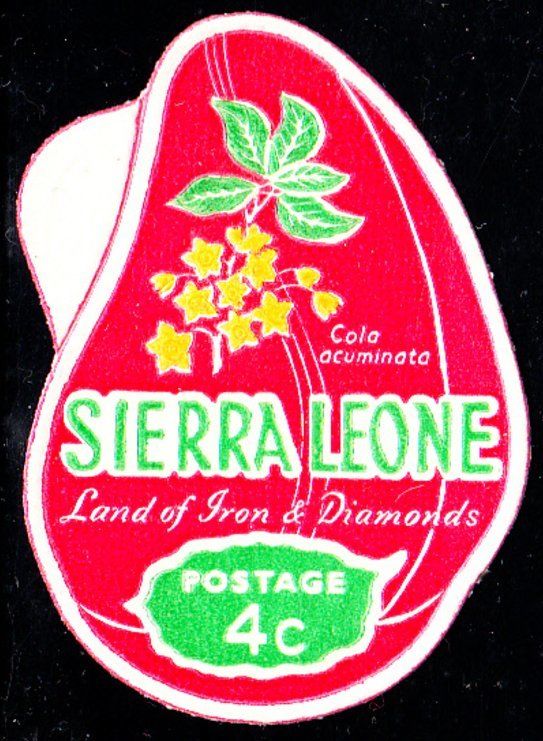 Cola
acuminata
SIERRA LEONE
Land of Iron & Diamonds
POSTAGE
4c